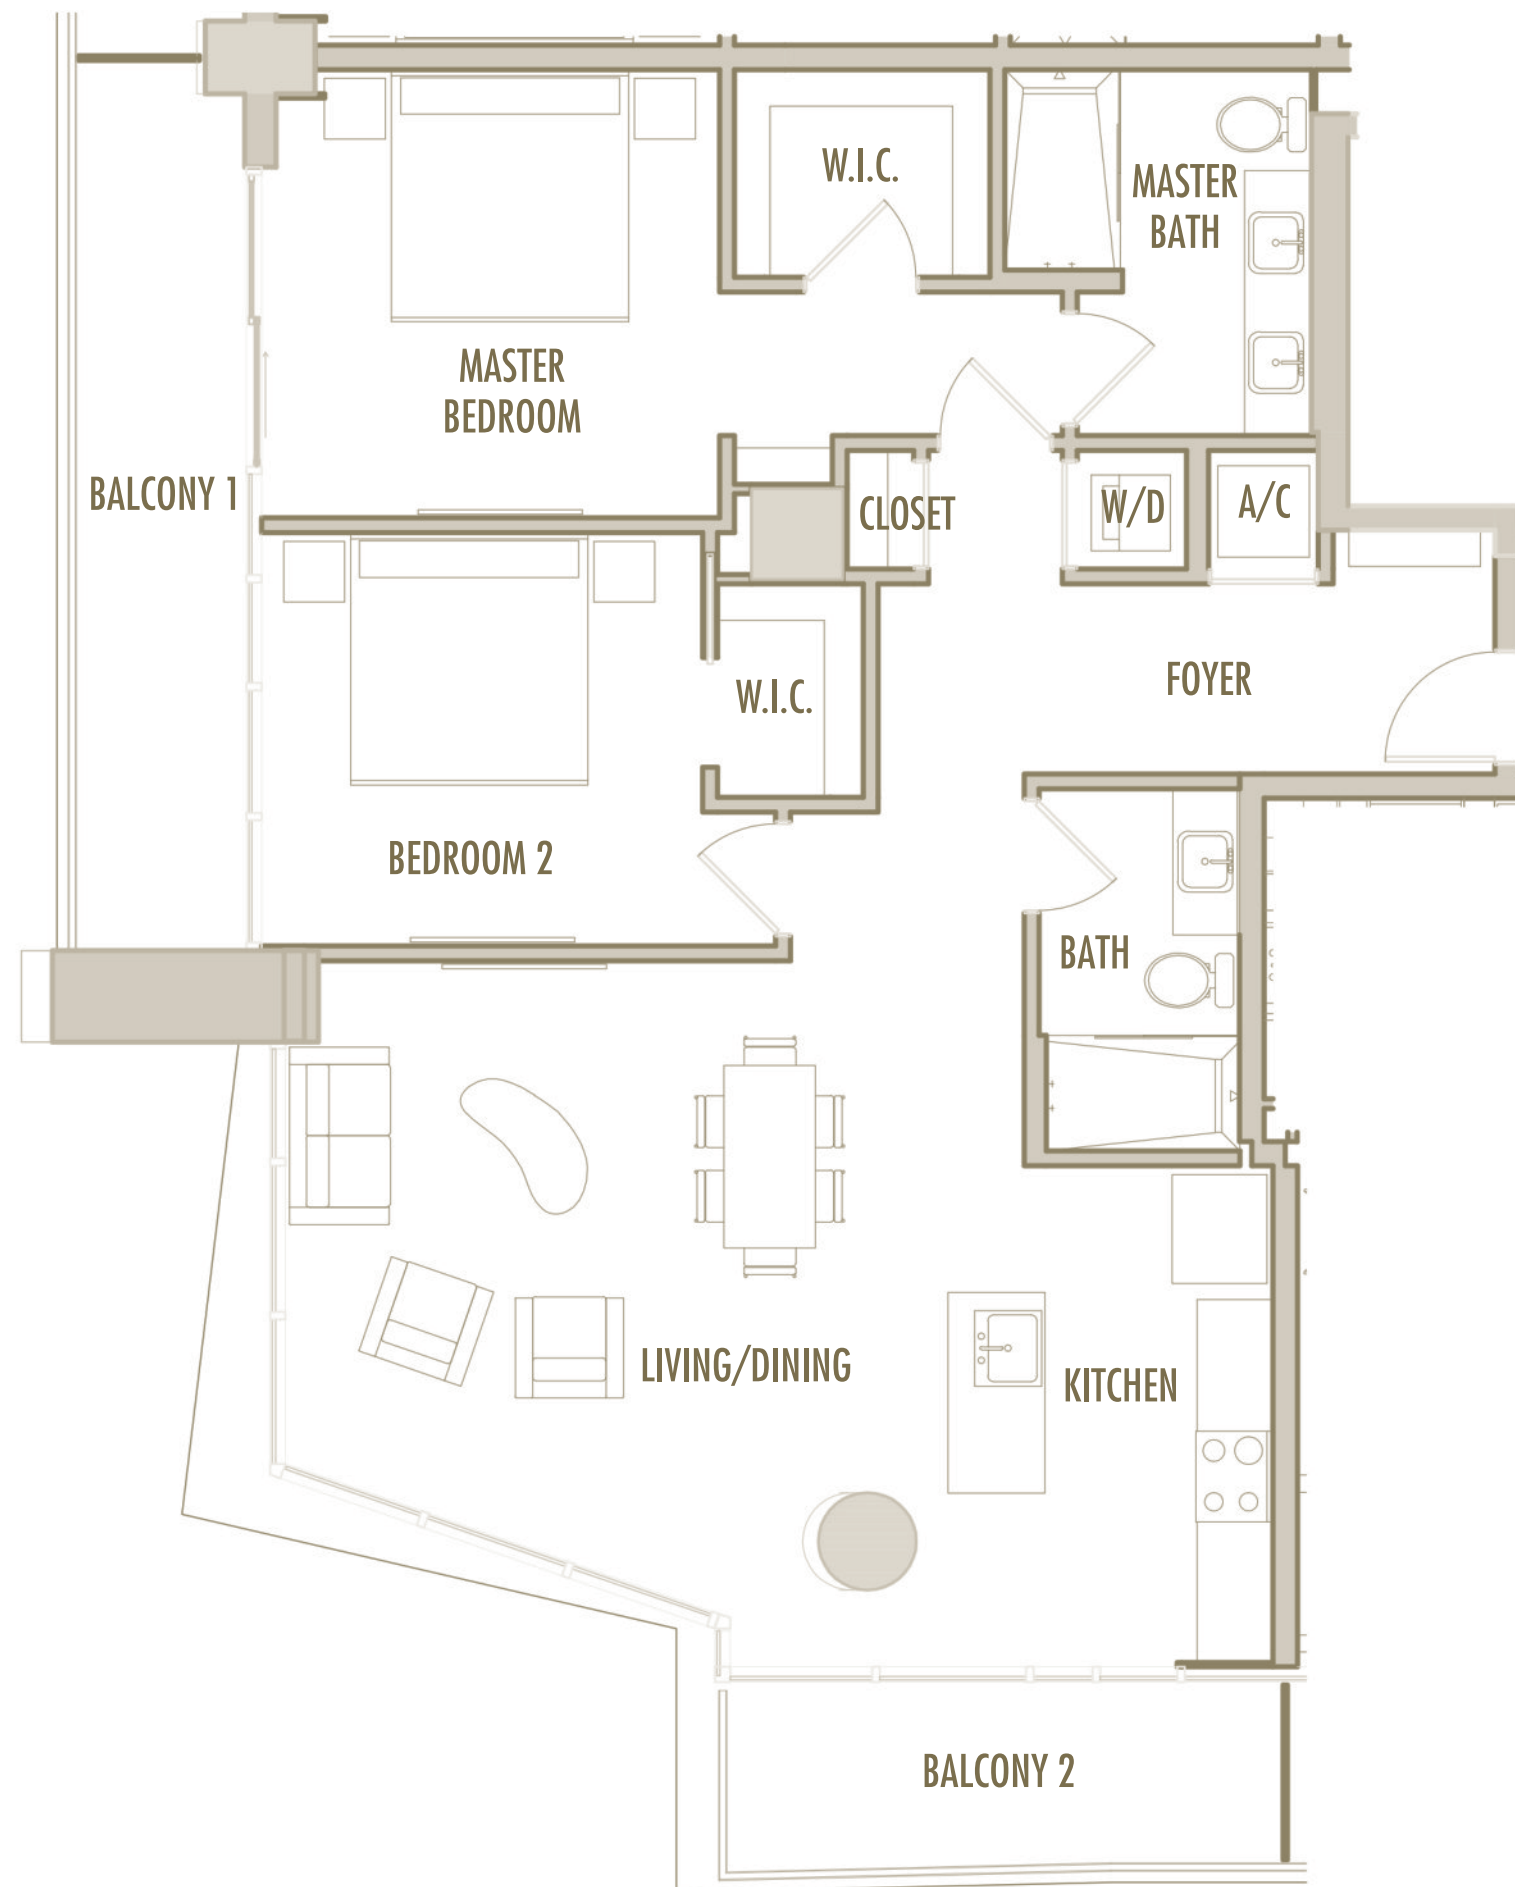 W.I.C.
MASTER
BATH
MASTER
BEDROOM
BALCONY 1
CLOSET
W/D
A/C
W.I.C.
FOYER
BEDROOM 2
BATH
LIVING/DINING
KITCHEN
BALCONY 2